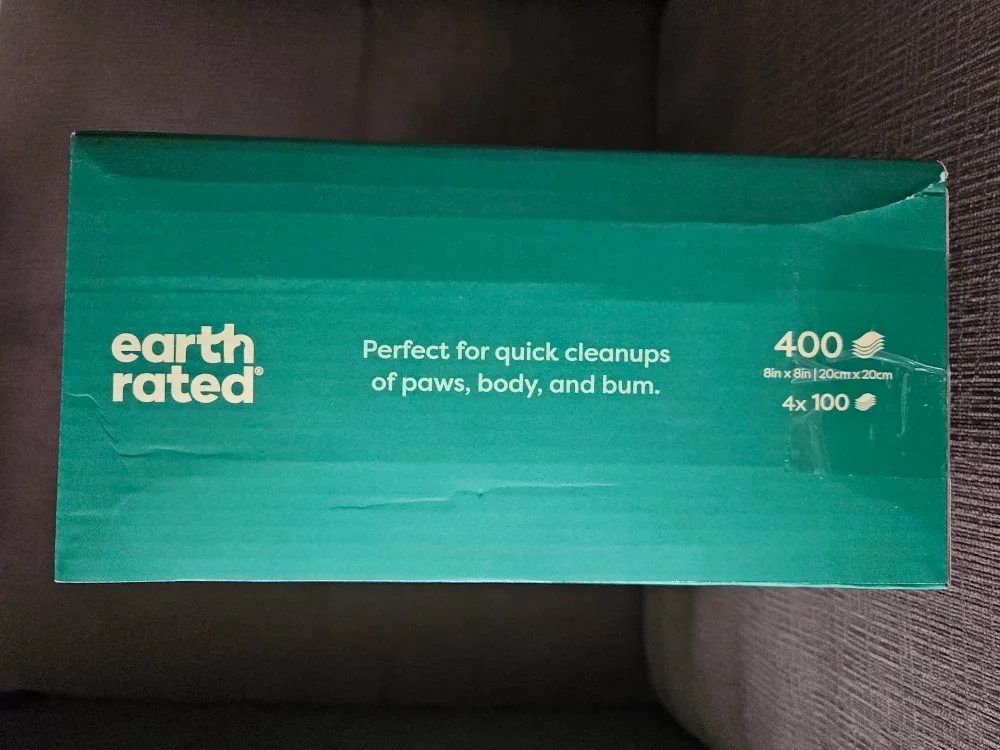 earth
rated®
Perfect for quick cleanups
of paws, body, and bum.
400
8in x 8in | 20cm x 20cm
4x 100